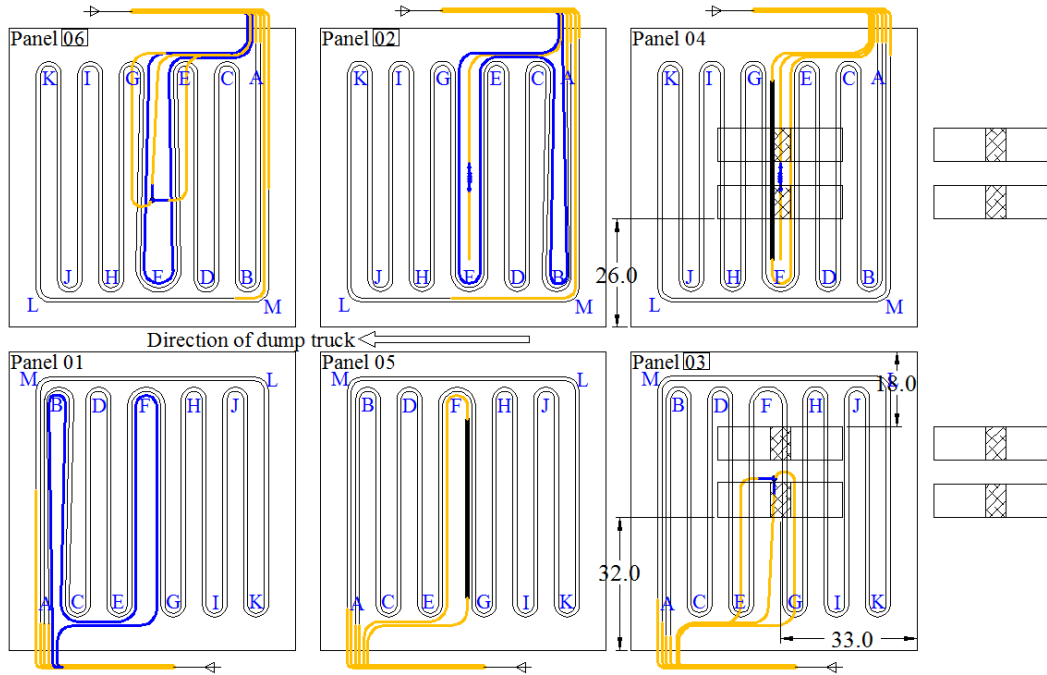 Panel 06
K I G E C A
J H F D B
L M
Panel 02
K I G E C A
J H F D B
L M
Panel 04
K I G E C A
J H F D B
L M
26.0
Direction of dump truck
Panel 01
M L
B D F H J
A C E G I K
Panel 05
M L
B D F H J
A C E G I K
Panel 03
M L
18.0
B D F H J
A C E G I K
32.0
33.0